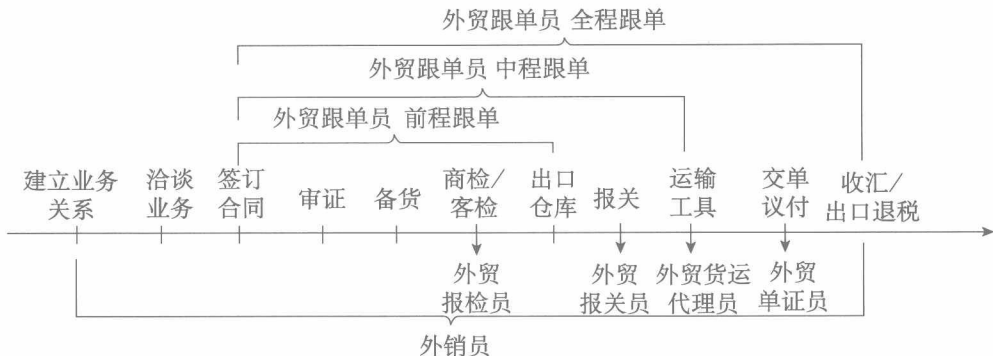 外贸跟单员 全程跟单
外贸跟单员 中程跟单
外贸跟单员 前程跟单
建立业务
关系
洽谈
业务
签订
合同
审证
备货
商检/
客检
出口
仓库
报关
运输
工具
交单
议付
收汇/
出口退税
外贸
报检员
外贸
报关员
外贸货运
代理员
外贸
单证员
外销员